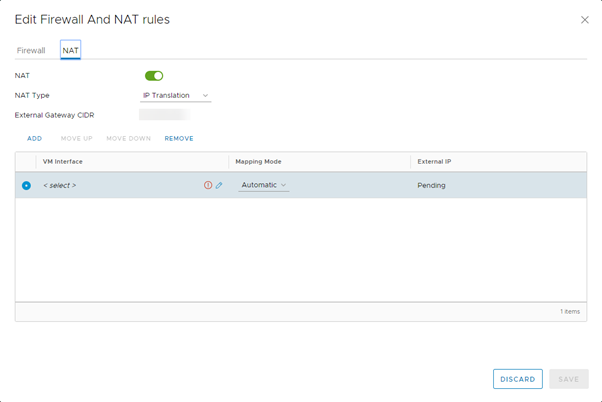 Edit Firewall And NAT rules
Firewall NAT
NAT
NAT Type IP Translation
External Gateway CIDR
ADD MOVE UP MOVE DOWN REMOVE
VM Interface Mapping Mode External IP
< select > Automatic Pending
1 items
DISCARD SAVE